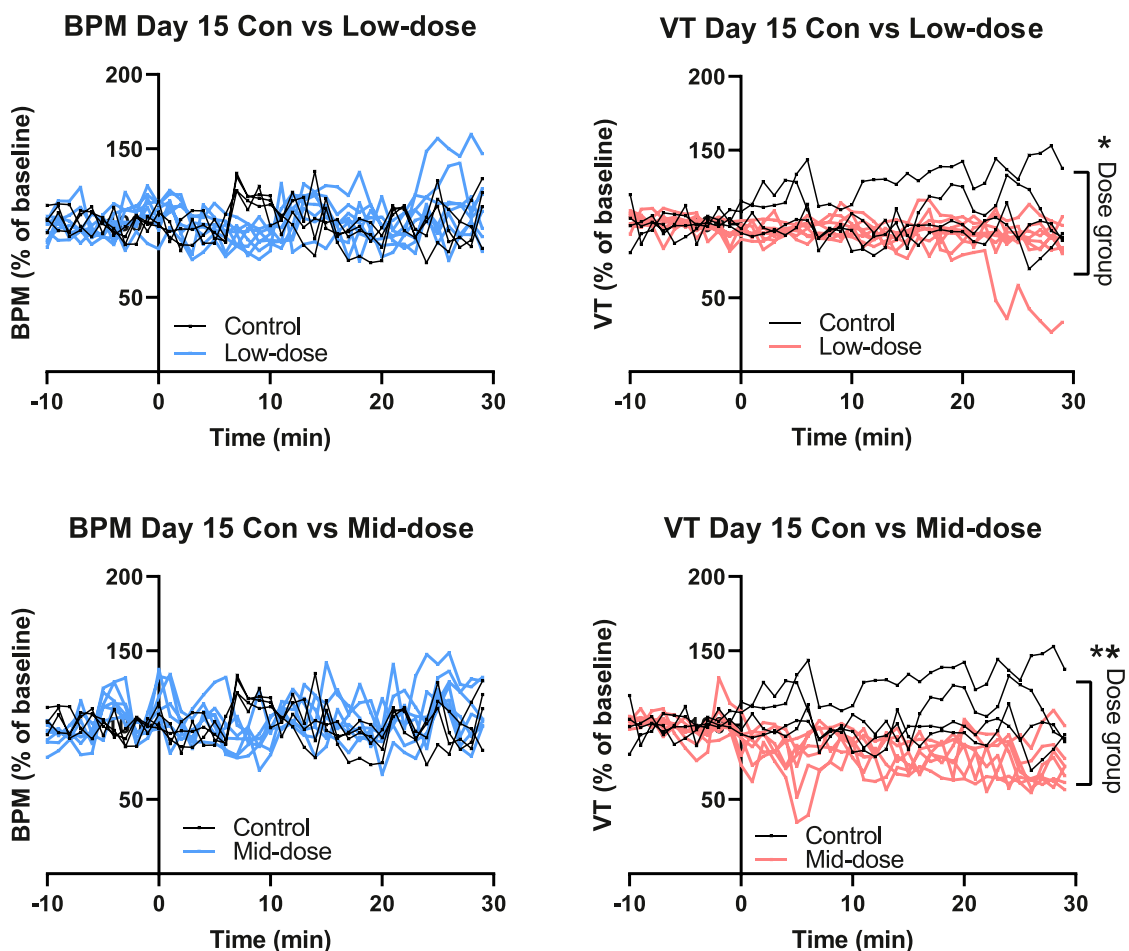 BPM Day 15 Con vs Low-dose
200
150
50
BPM (% of baseline)
Control
Low-dose
-10
0
10
20
30
Time (min)
VT Day 15 Con vs Low-dose
200
150
100
50
VT (% of baseline)
Control
Low-dose
* Dose group
-10
0
10
20
30
Time (min)
BPM Day 15 Con vs Mid-dose
200
150
50
BPM (% of baseline)
Control
Mid-dose
-10
0
10
20
30
Time (min)
VT Day 15 Con vs Mid-dose
200
150
50
VT (% of baseline)
Control
Mid-dose
** Dose group
-10
0
10
20
30
Time (min)